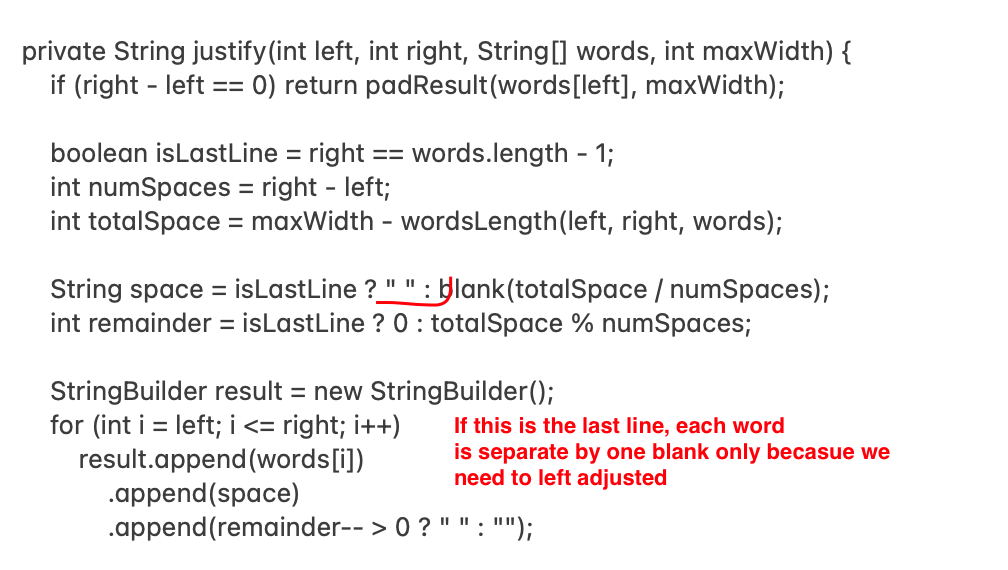 private String justify(int left, int right, String[] words, int maxWidth) {
if (right - left == 0) return padResult(words[left], maxWidth);
boolean isLastLine = right == words.length - 1;
int numSpaces = right - left;
int totalSpace = maxWidth - wordsLength(left, right, words);
String space = isLastLine ? " " : blank(totalSpace / numSpaces);
int remainder = isLastLine ? 0 : totalSpace % numSpaces;
StringBuilder result = new StringBuilder();
for (int i = left; i <= right; i++)
result.append(words[i])
.append(space)
.append(remainder-- > 0 ? " " : "");
If this is the last line, each word
is separate by one blank only becasue we
need to left adjusted